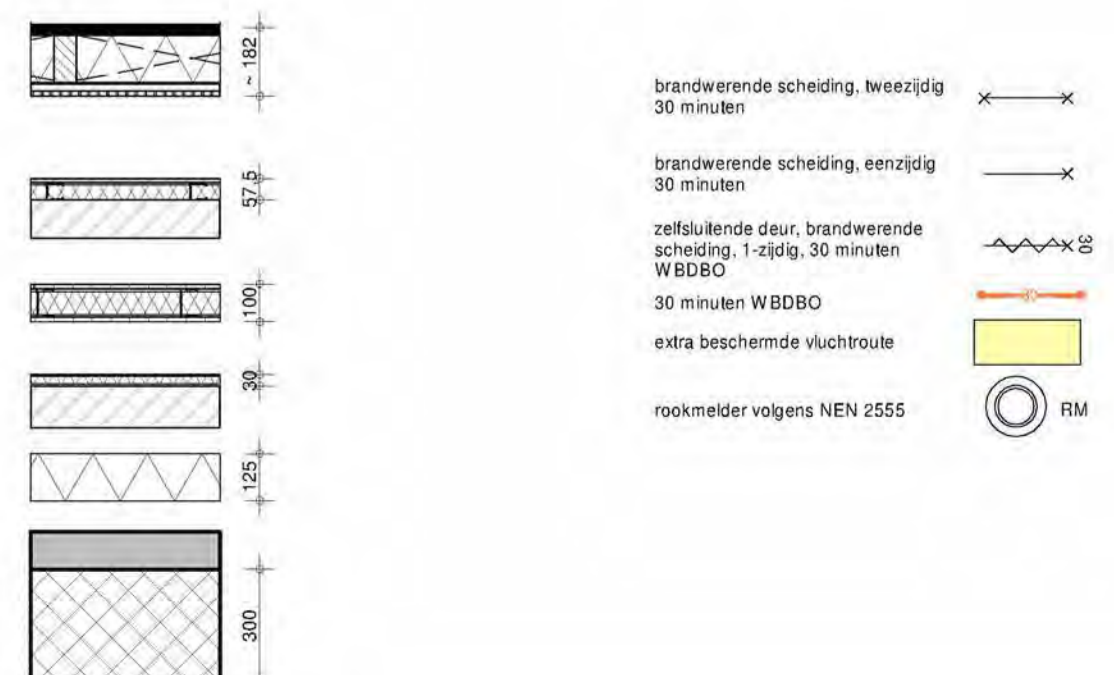 ~ 182
57,5
100
30
125
300
brandwerende scheiding, tweezijdig
30 minuten
brandwerende scheiding, eenzijdig
30 minuten
zelfsluitende deur, brandwerende
scheiding, 1-zijdig, 30 minuten
WBDBO
30
30 minuten WBDBO
30
extra beschermde vluchtroute
rookmelder volgens NEN 2555
RM